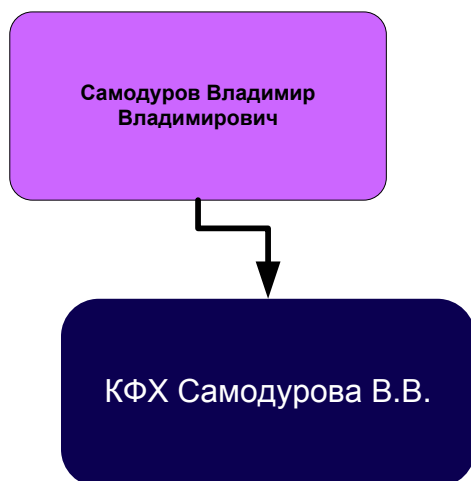 Самодуров Владимир
Владимирович
КФХ Самодурова В.В.